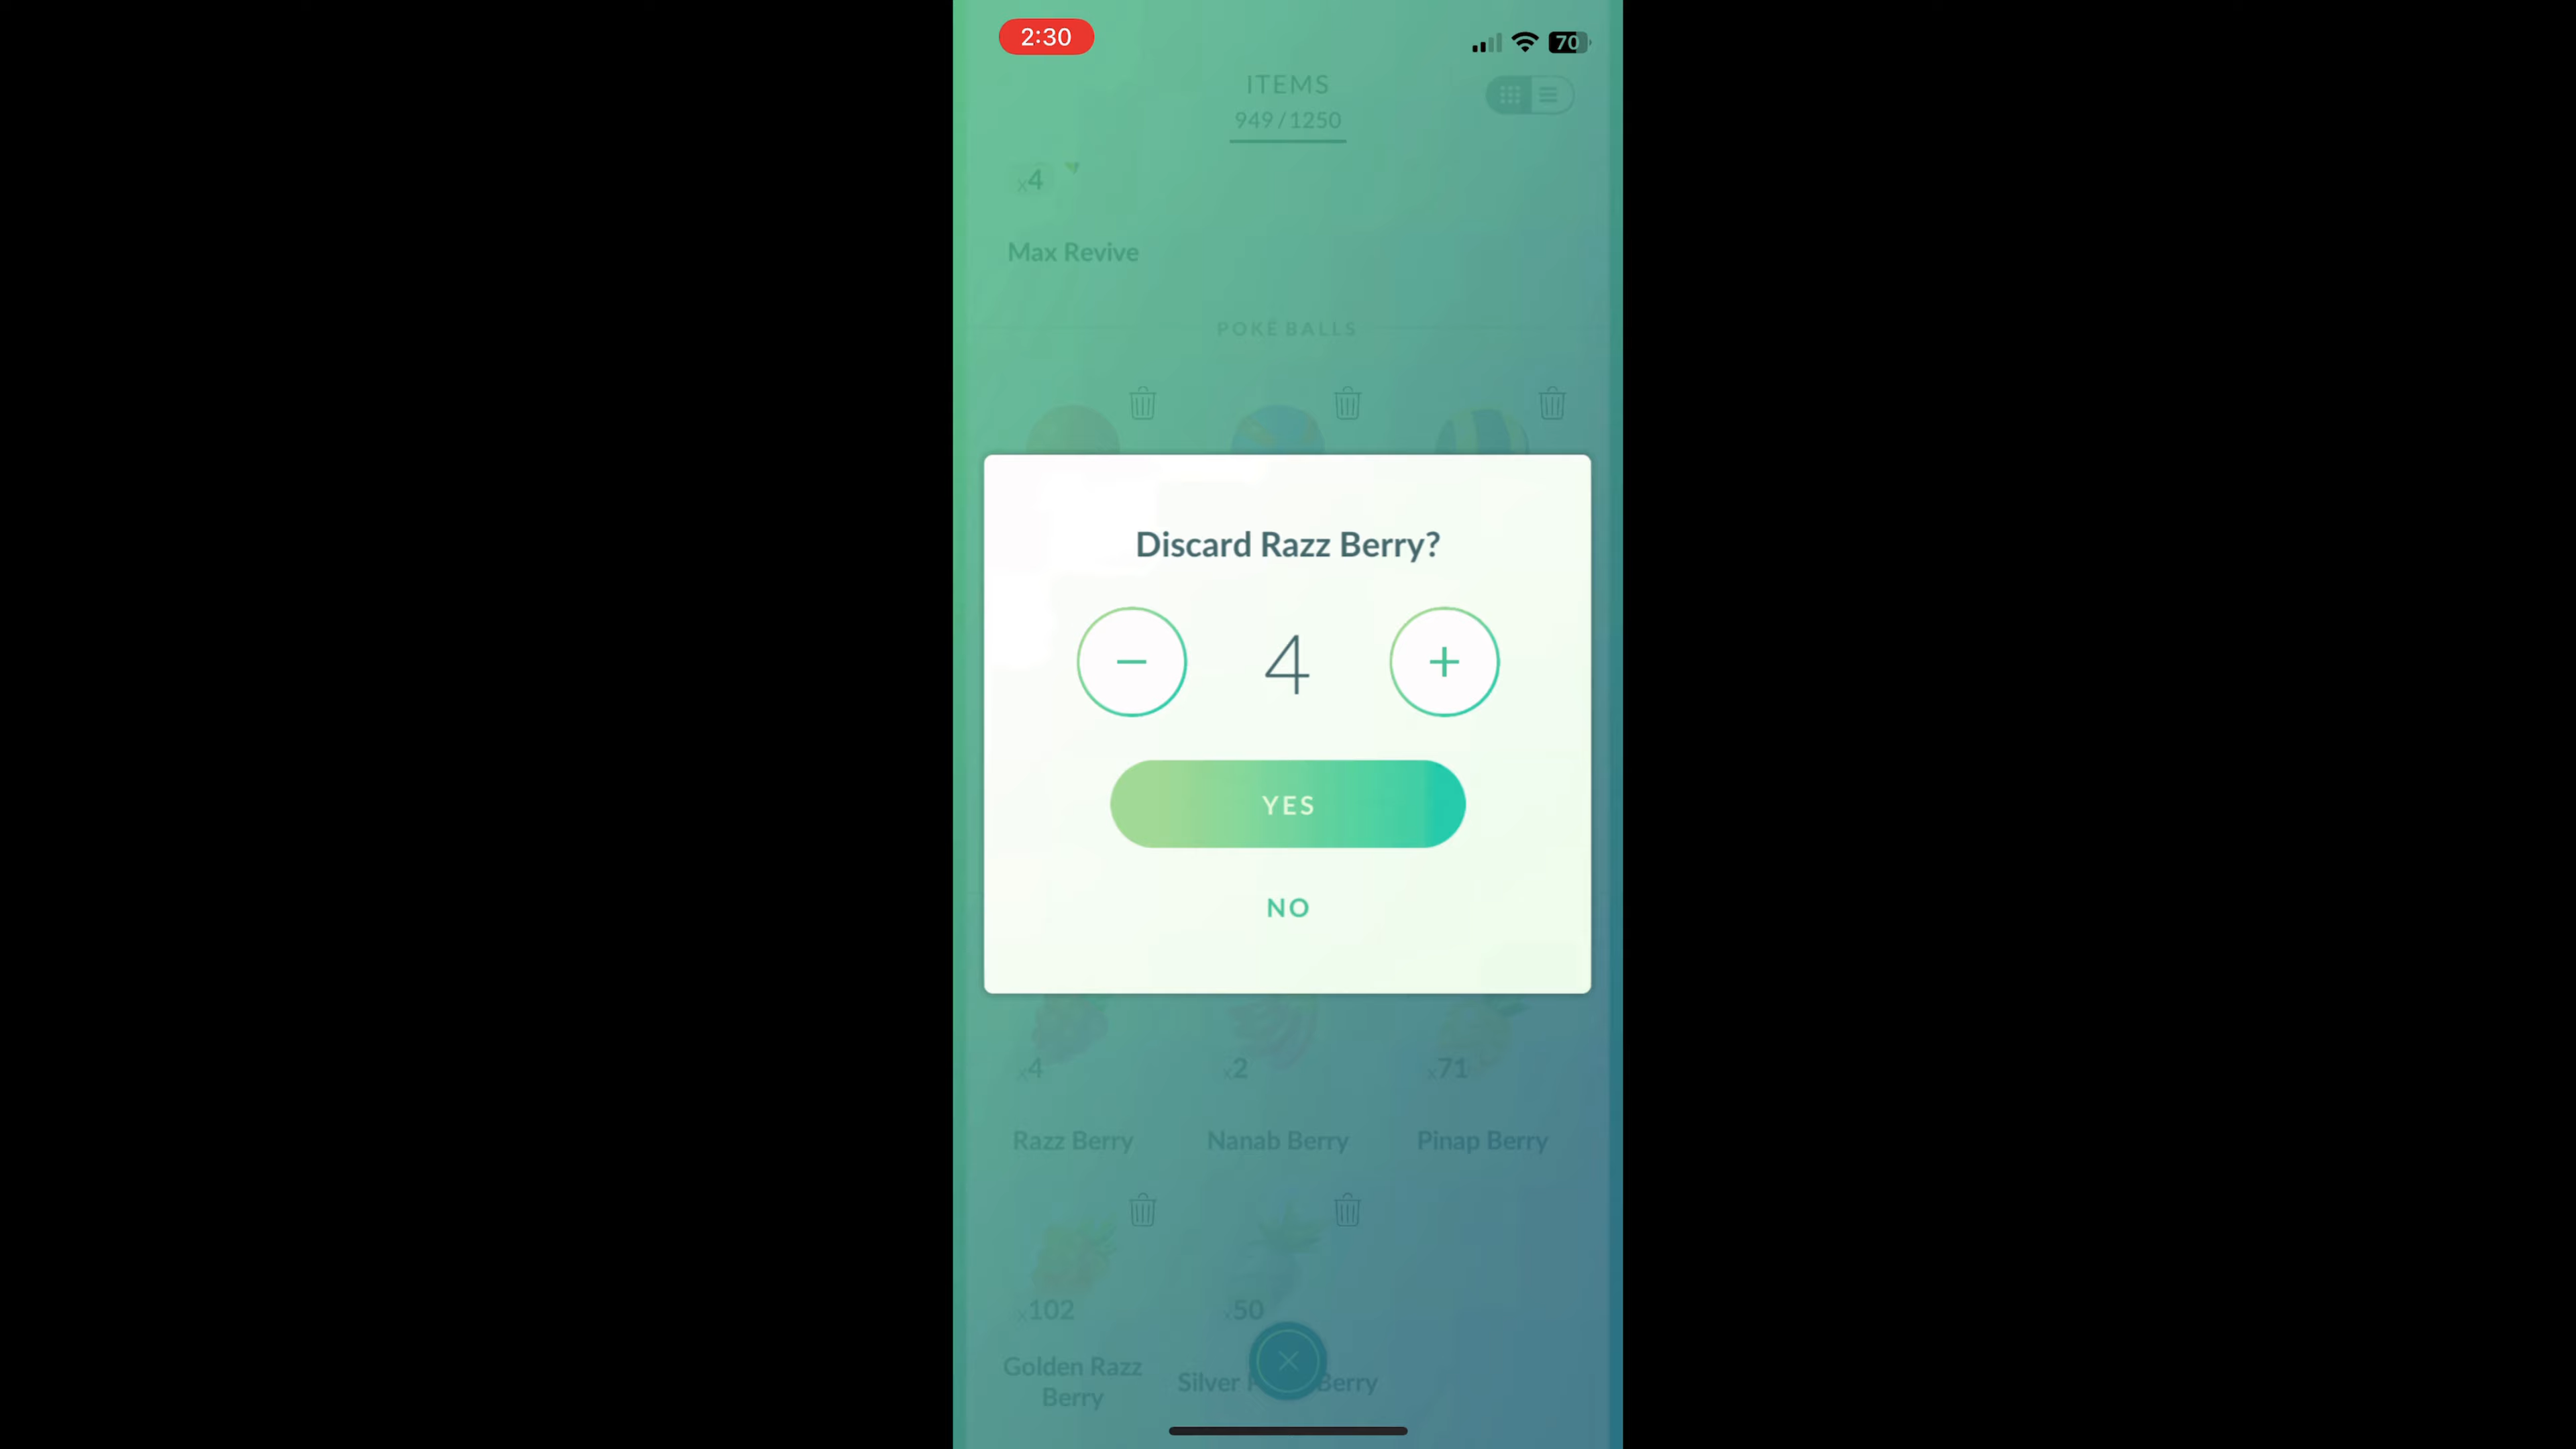 2:30
70
ITEMS
949/1250
x4
Max Revive
POKÉ BALLS
Discard Razz Berry?
− 4 +
YES
NO
x4 x2 x71
Razz Berry Nanab Berry Pinap Berry
x102 x50
Golden Razz
Berry
Silver Berry